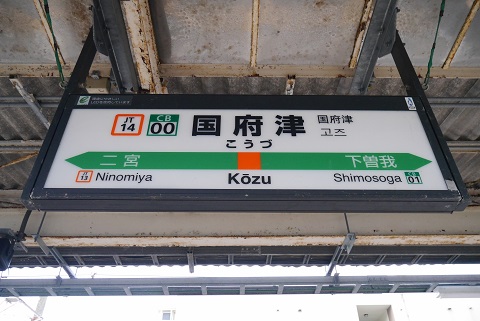 JT
14
CB
00
国府津
こうづ
国府津
고즈
二宮
下曽我
JT
13
Ninomiya
Kōzu
Shimosoga
CB
01